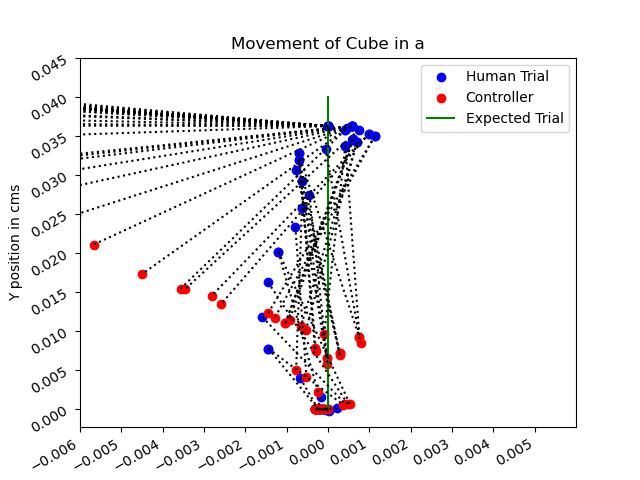 Movement of Cube in a
Human Trial
Controller
Expected Trial
Y position in cms
0.045
0.040
0.035
0.030
0.025
0.020
0.015
0.010
0.005
0.000
−0.006 −0.005 −0.004 −0.003 −0.002 −0.001 0.000 0.001 0.002 0.003 0.004 0.005